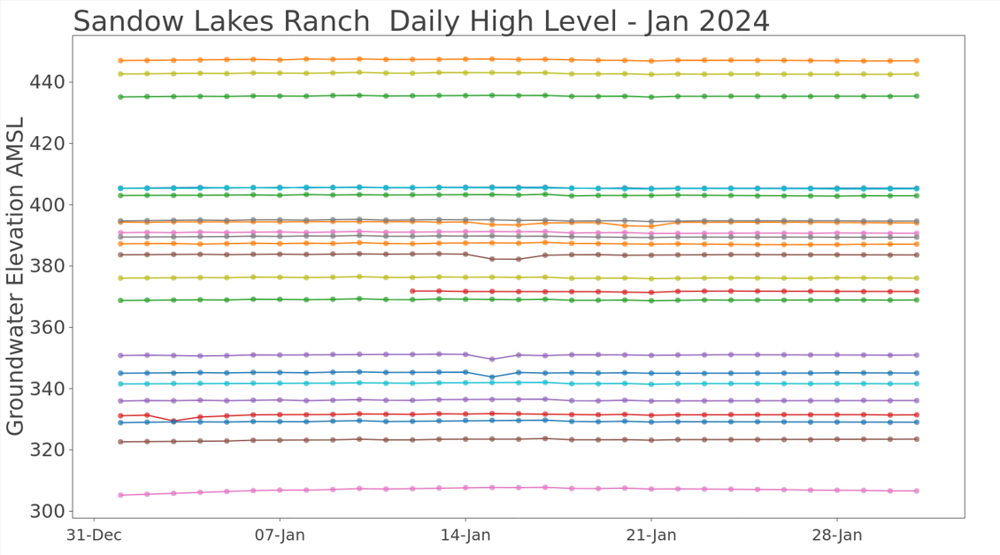 Sandow Lakes Ranch  Daily High Level - Jan 2024
Groundwater Elevation AMSL
440
420
400
380
360
340
320
300
31-Dec
07-Jan
14-Jan
21-Jan
28-Jan